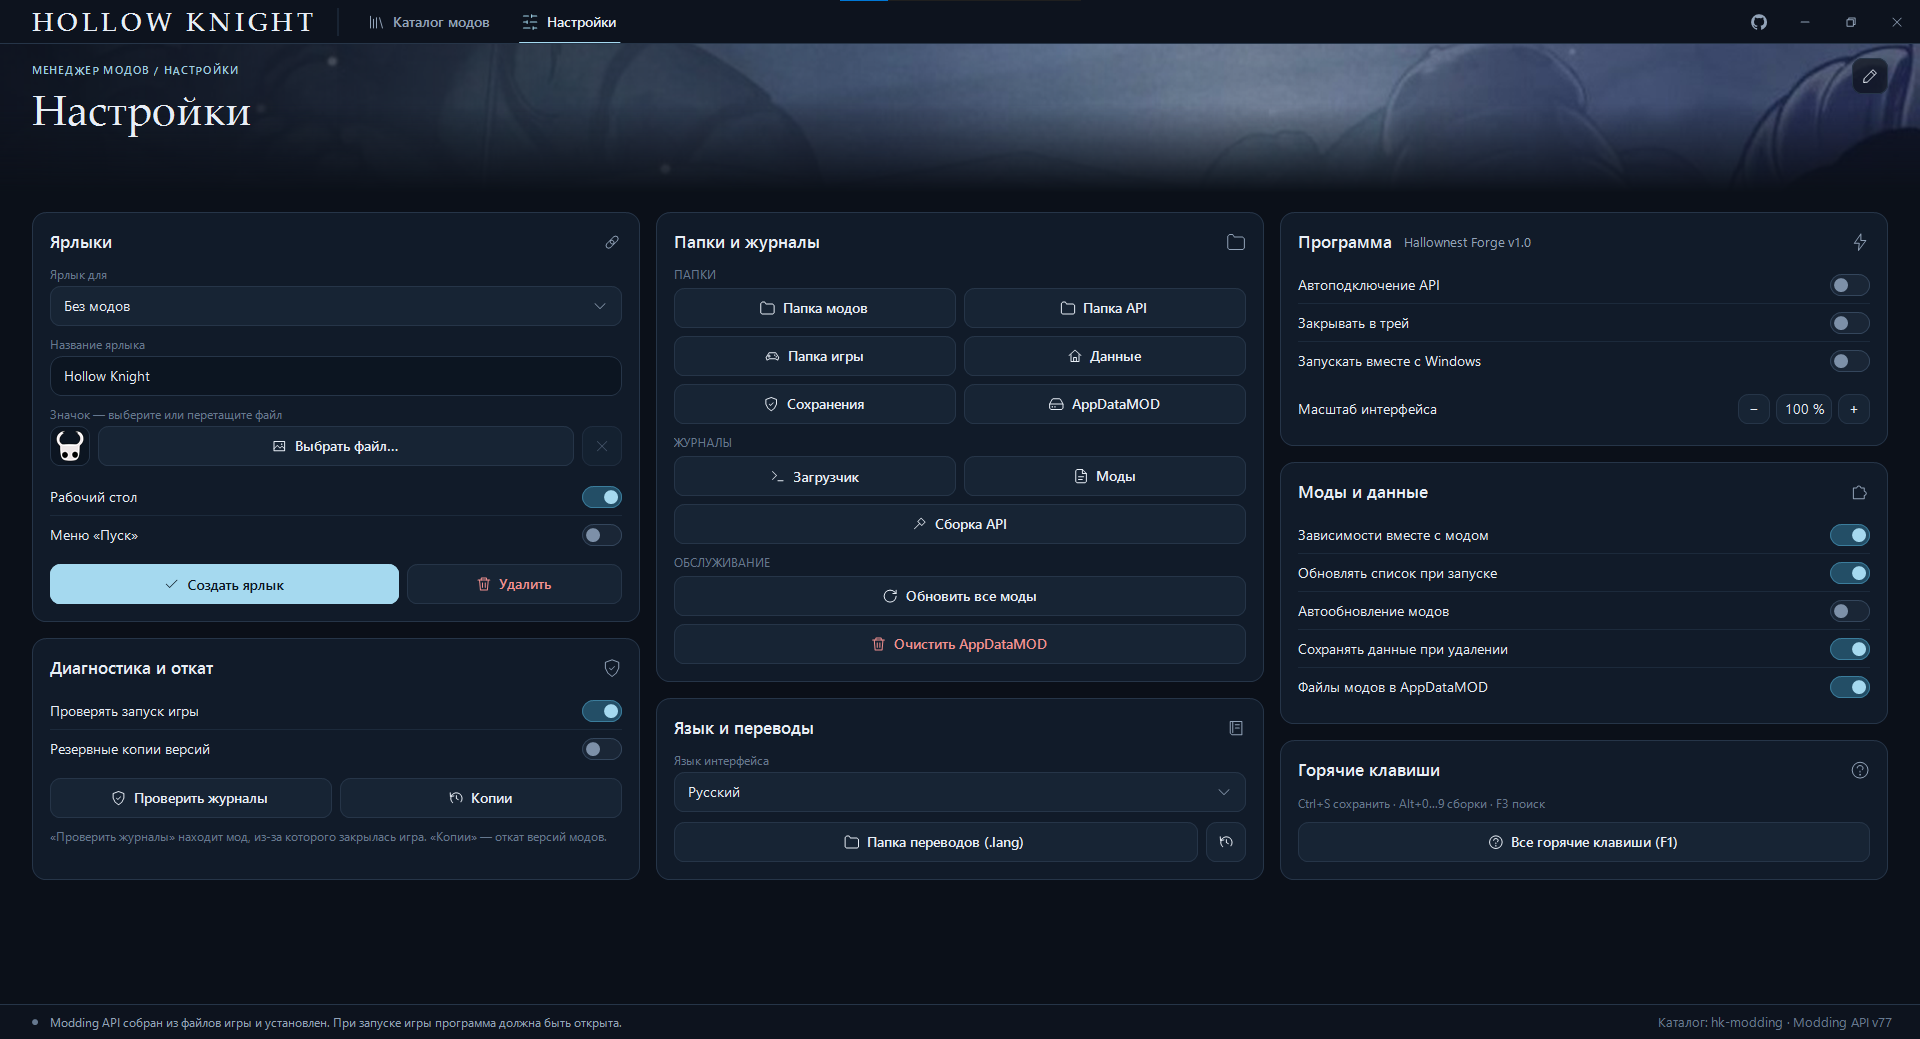 HOLLOW KNIGHT
Каталог модов
Настройки
МЕНЕДЖЕР МОДОВ / НАСТРОЙКИ
Настройки
Ярлыки
Ярлык для
Без модов
Название ярлыка
Hollow Knight
Значок — выберите или перетащите файл
Выбрать файл...
Рабочий стол
Меню «Пуск»
Создать ярлык
Удалить
Диагностика и откат
Проверять запуск игры
Резервные копии версий
Проверить журналы
Копии
«Проверить журналы» находит мод, из-за которого закрылась игра. «Копии» — откат версий модов.
Папки и журналы
ПАПКИ
Папка модов
Папка API
Папка игры
Данные
Сохранения
AppDataMOD
ЖУРНАЛЫ
Загрузчик
Моды
Сборка API
ОБСЛУЖИВАНИЕ
Обновить все моды
Очистить AppDataMOD
Язык и переводы
Язык интерфейса
Русский
Папка переводов (.lang)
Программа Hallownest Forge v1.0
Автоподключение API
Закрывать в трей
Запускать вместе с Windows
Масштаб интерфейса
− 100 % +
Моды и данные
Зависимости вместе с модом
Обновлять список при запуске
Автообновление модов
Сохранять данные при удалении
Файлы модов в AppDataMOD
Горячие клавиши
Ctrl+S сохранить · Alt+0...9 сборки · F3 поиск
Все горячие клавиши (F1)
Modding API собран из файлов игры и установлен. При запуске игры программа должна быть открыта.
Каталог: hk-modding · Modding API v77